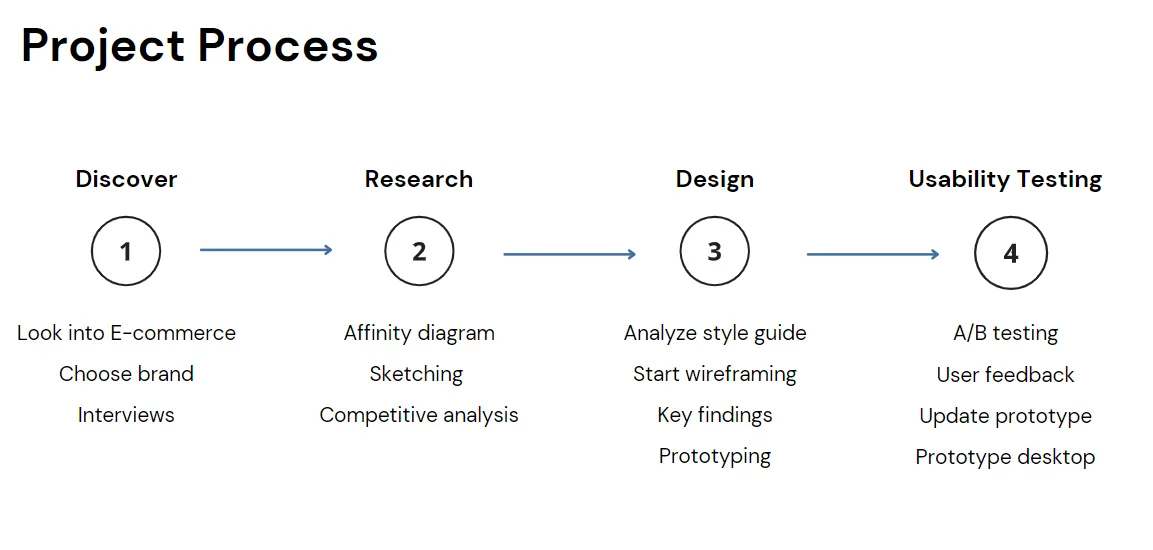 Project Process
Discover
1
Look into E-commerce
Choose brand
Interviews
Research
2
Affinity diagram
Sketching
Competitive analysis
Design
3
Analyze style guide
Start wireframing
Key findings
Prototyping
Usability Testing
4
A/B testing
User feedback
Update prototype
Prototype desktop